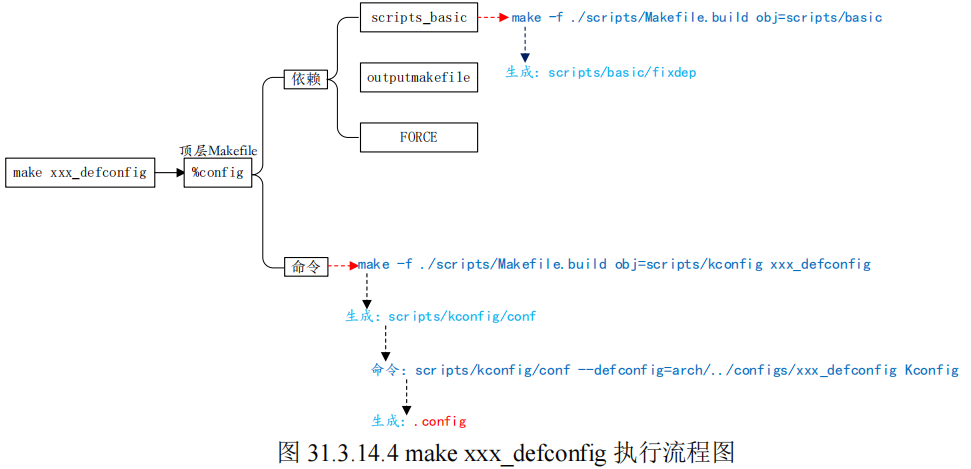 scripts_basic
make -f ./scripts/Makefile.build obj=scripts/basic
生成：scripts/basic/fixdep
依赖
outputmakefile
FORCE
顶层Makefile
make xxx_defconfig
%config
命令
make -f ./scripts/Makefile.build obj=scripts/kconfig xxx_defconfig
生成：scripts/kconfig/conf
命令：scripts/kconfig/conf --defconfig=arch/../configs/xxx_defconfig Kconfig
生成：.config
图 31.3.14.4 make xxx_defconfig 执行流程图